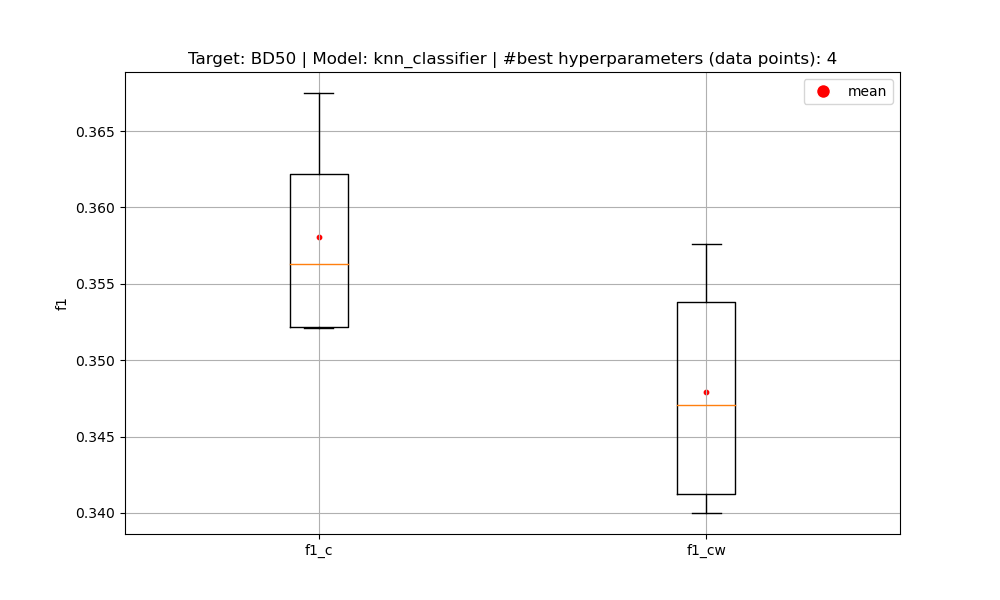 Target: BD50 | Model: knn_classifier | #best hyperparameters (data points): 4
mean
0.365
0.360
0.355
0.350
0.345
0.340
f1
f1_c
f1_cw